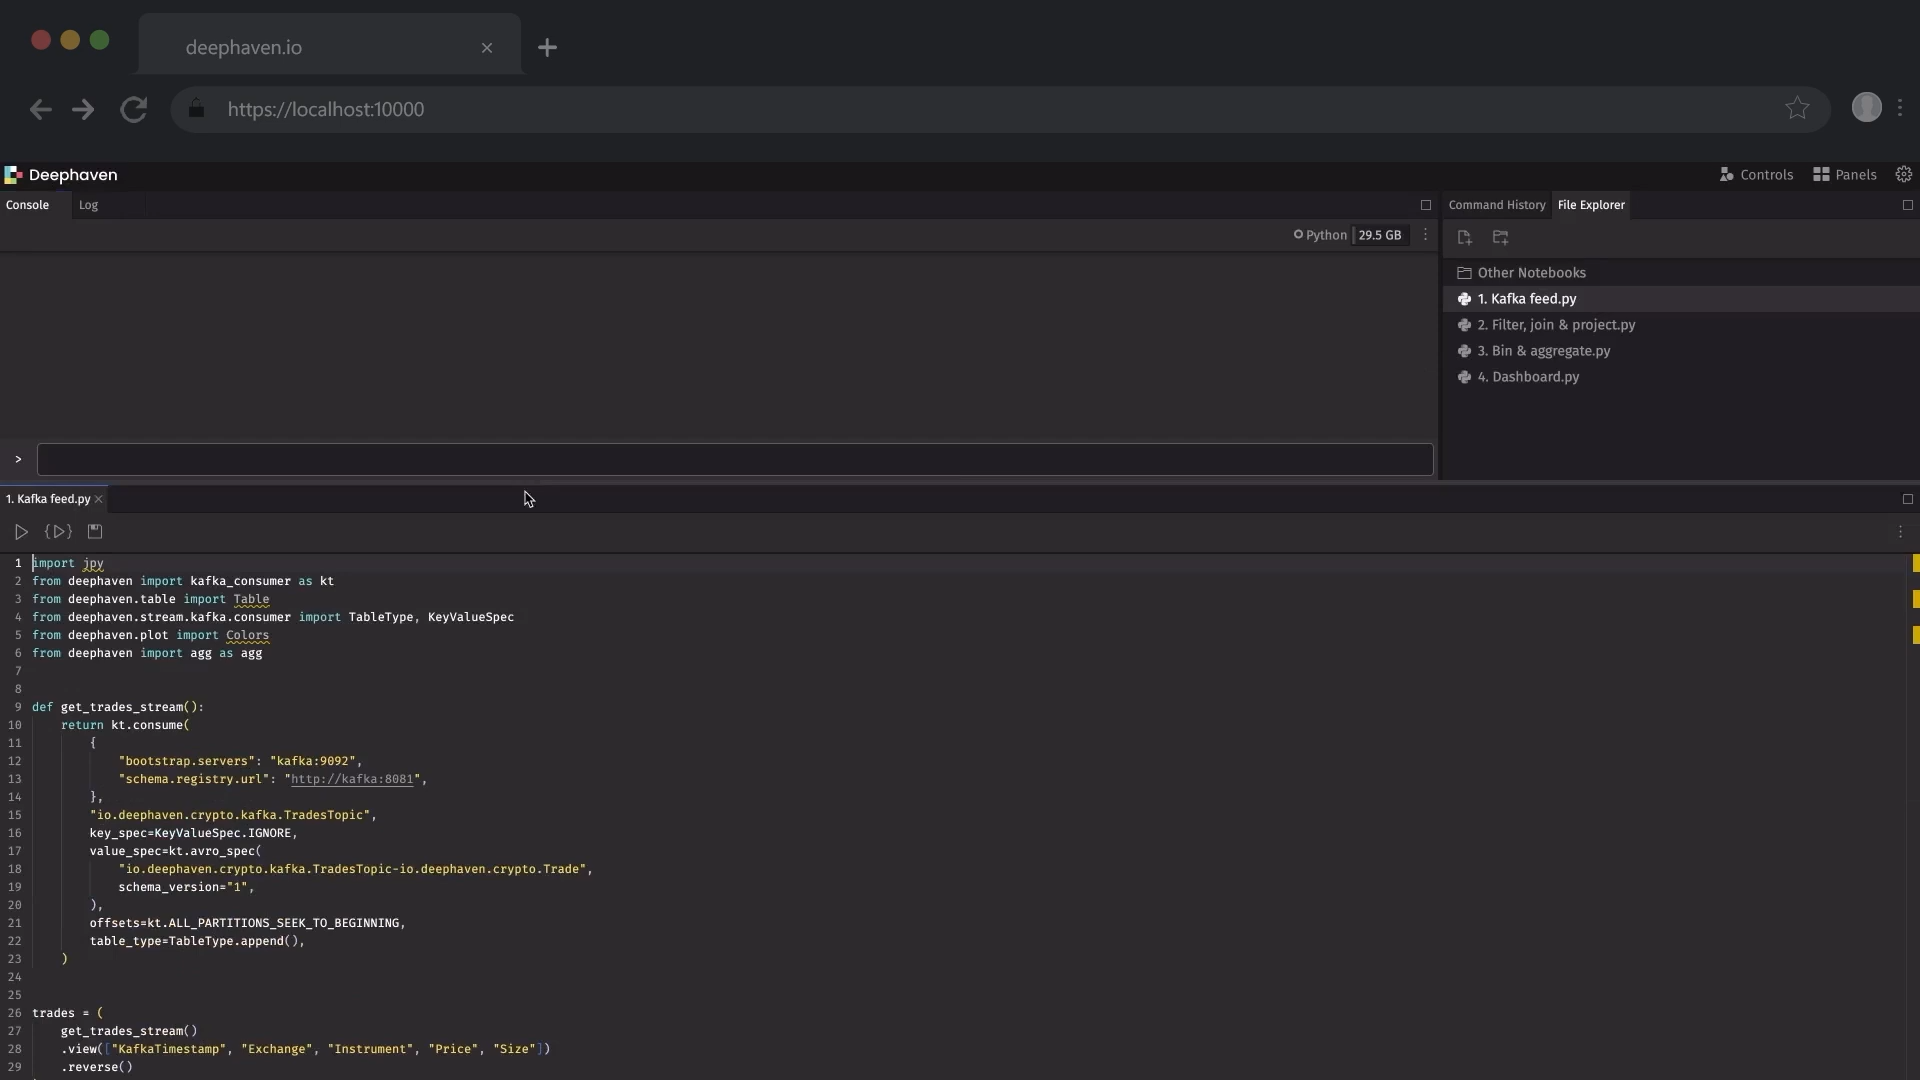 deephaven.io
https://localhost:10000
Deephaven
Controls
Panels
Console
Log
Command History
File Explorer
Python
29.5 GB
Other Notebooks
1. Kafka feed.py
2. Filter, join & project.py
3. Bin & aggregate.py
4. Dashboard.py
>
1. Kafka feed.py
1 import jpy
2 from deephaven import kafka_consumer as kt
3 from deephaven.table import Table
4 from deephaven.stream.kafka.consumer import TableType, KeyValueSpec
5 from deephaven.plot import Colors
6 from deephaven import agg as agg
7
8
9 def get_trades_stream():
10     return kt.consume(
11         {
12             "bootstrap.servers": "kafka:9092",
13             "schema.registry.url": "http://kafka:8081",
14         },
15         "io.deephaven.crypto.kafka.TradesTopic",
16         key_spec=KeyValueSpec.IGNORE,
17         value_spec=kt.avro_spec(
18             "io.deephaven.crypto.kafka.TradesTopic-io.deephaven.crypto.Trade",
19             schema_version="1",
20         ),
21         offsets=kt.ALL_PARTITIONS_SEEK_TO_BEGINNING,
22         table_type=TableType.append(),
23     )
24
25
26 trades = (
27     get_trades_stream()
28     .view(["KafkaTimestamp", "Exchange", "Instrument", "Price", "Size"])
29     .reverse()